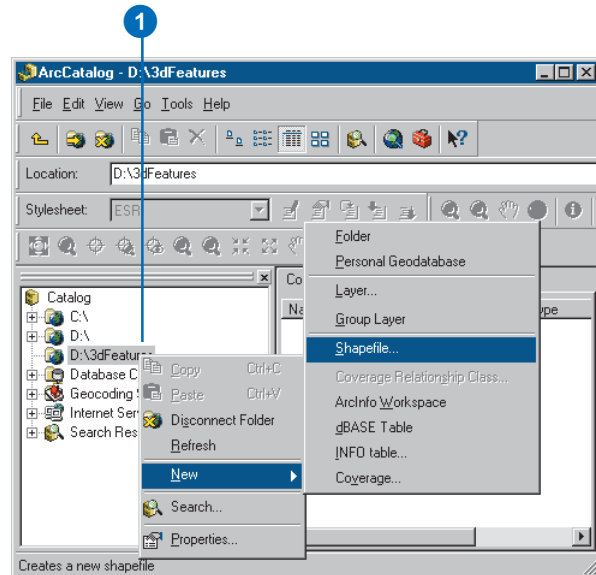 1
ArcCatalog - D:\3dFeatures
File Edit View Go Tools Help
Location: D:\3dFeatures
Stylesheet: ESR
Catalog
C:\
D:\
D:\3dFeatures
Database C
Geocoding
Internet Ser
Search Res
Co
Na
ype
Copy Ctrl+C
Paste Ctrl+V
Disconnect Folder
Refresh
New
Search...
Properties...
Folder
Personal Geodatabase
Layer...
Group Layer
Shapefile...
Coverage Relationship Class...
ArcInfo Workspace
dBASE Table
INFO table...
Coverage...
Creates a new shapefile